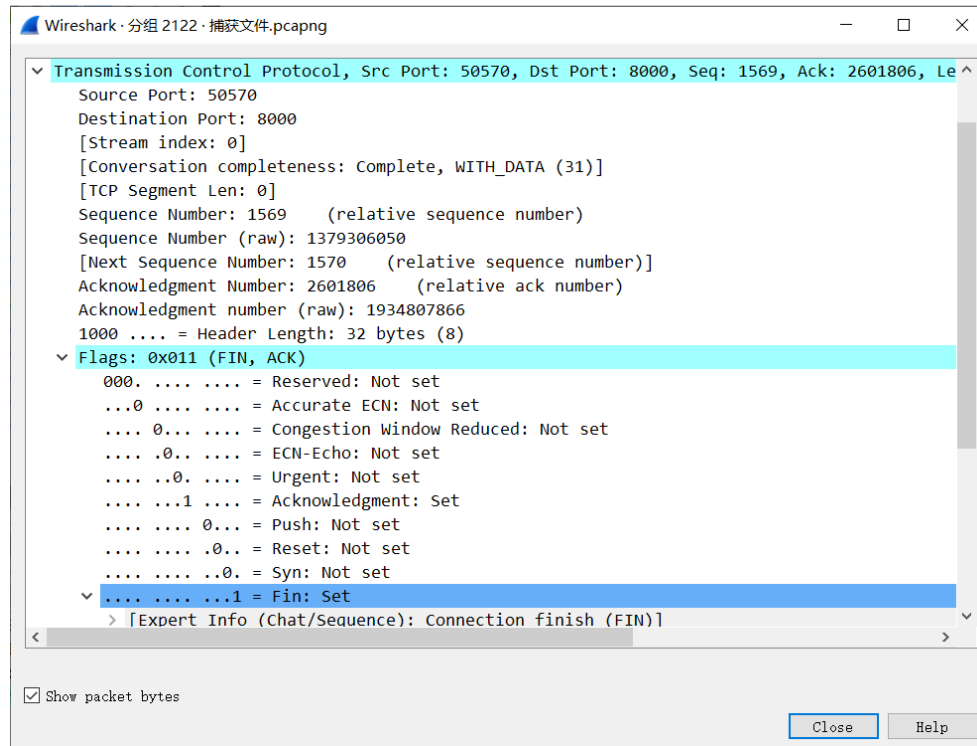 Wireshark · 分组 2122 · 捕获文件.pcapng
Transmission Control Protocol, Src Port: 50570, Dst Port: 8000, Seq: 1569, Ack: 2601806, Le
Source Port: 50570
Destination Port: 8000
[Stream index: 0]
[Conversation completeness: Complete, WITH_DATA (31)]
[TCP Segment Len: 0]
Sequence Number: 1569    (relative sequence number)
Sequence Number (raw): 1379306050
[Next Sequence Number: 1570    (relative sequence number)]
Acknowledgment Number: 2601806    (relative ack number)
Acknowledgment number (raw): 1934807866
1000 .... = Header Length: 32 bytes (8)
Flags: 0x011 (FIN, ACK)
000. .... .... = Reserved: Not set
...0 .... .... = Accurate ECN: Not set
.... 0... .... = Congestion Window Reduced: Not set
.... .0.. .... = ECN-Echo: Not set
.... ..0. .... = Urgent: Not set
.... ...1 .... = Acknowledgment: Set
.... .... 0... = Push: Not set
.... .... .0.. = Reset: Not set
.... .... ..0. = Syn: Not set
.... .... ...1 = Fin: Set
[Expert Info (Chat/Sequence): Connection finish (FIN)]
Show packet bytes
Close
Help